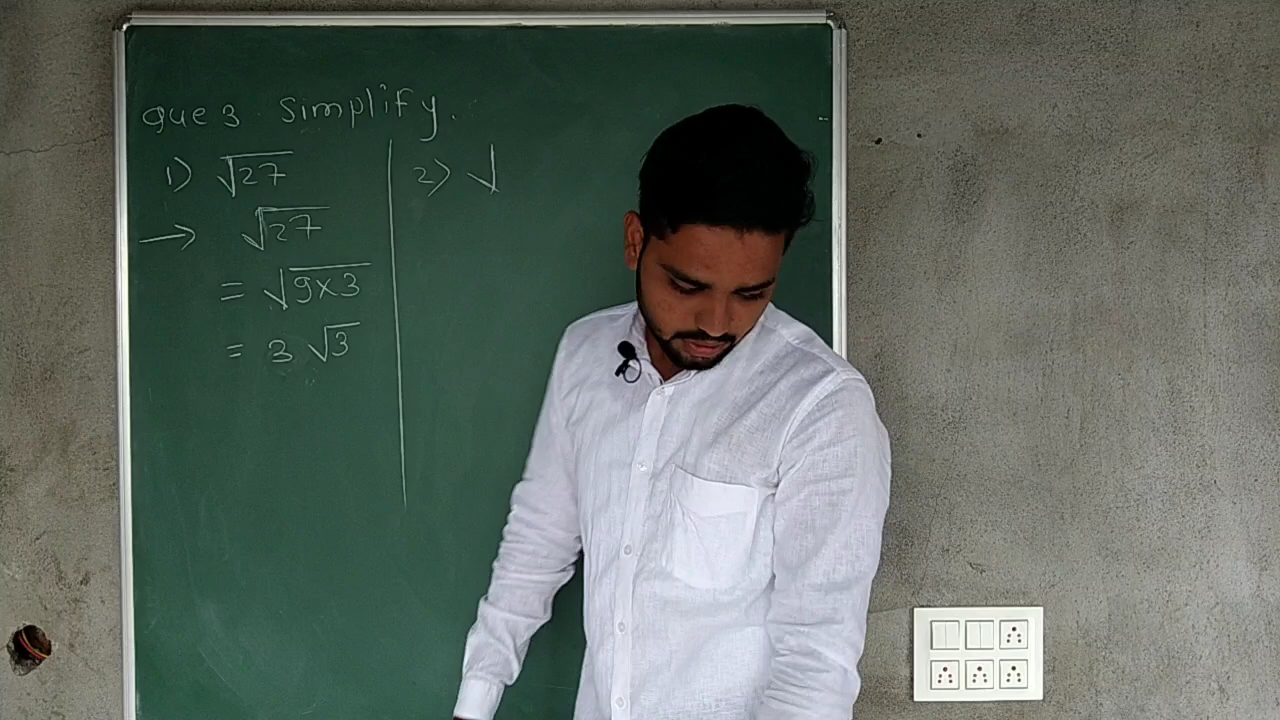 Que 3. Simplify.
1) √27
→ √27
= √9×3
= 3 √3
2) √